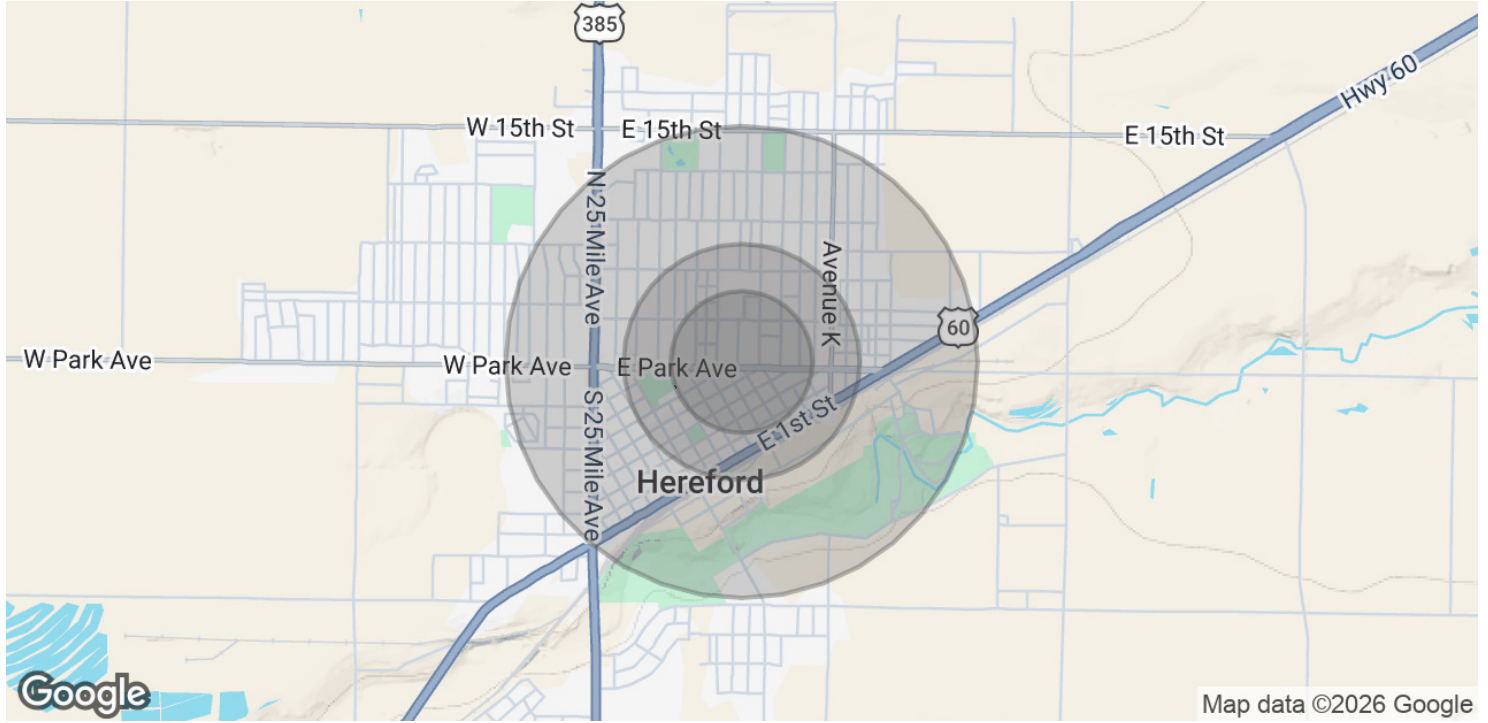 385
Hwy 60
W 15th St
E 15th St
E 15th St
N 25 Mile Ave
Avenue K
60
W Park Ave
W Park Ave
E Park Ave
S 25 Mile Ave
E 1st St
Hereford
Google
Map data ©2026 Google